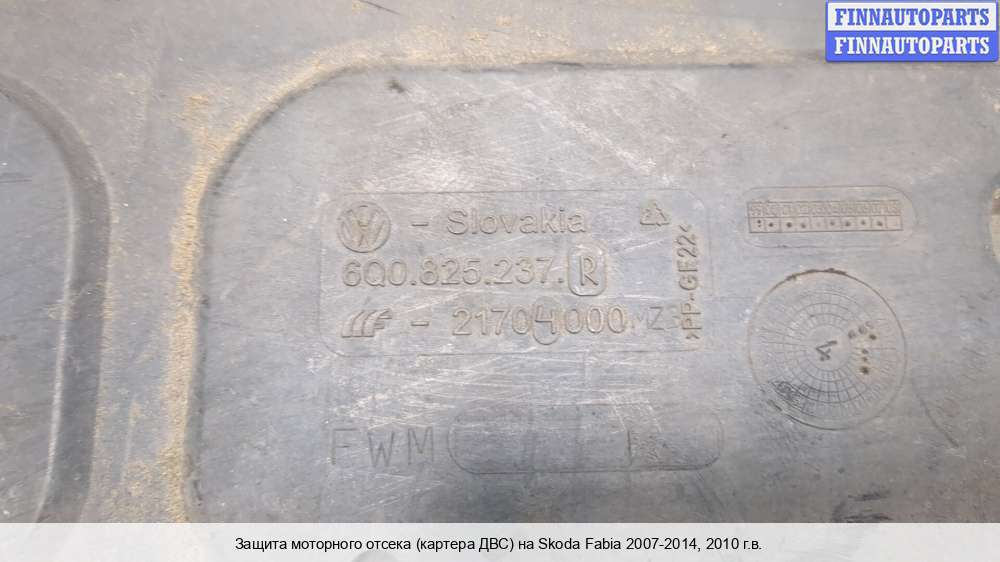 FINNAUTOPARTS
FINNAUTOPARTS
- Slovakia
6Q0.825.237.R
- 21704000 MZ3
>PP-GF22<
FWM
Защита моторного отсека (картера ДВС) на Skoda Fabia 2007-2014, 2010 г.в.